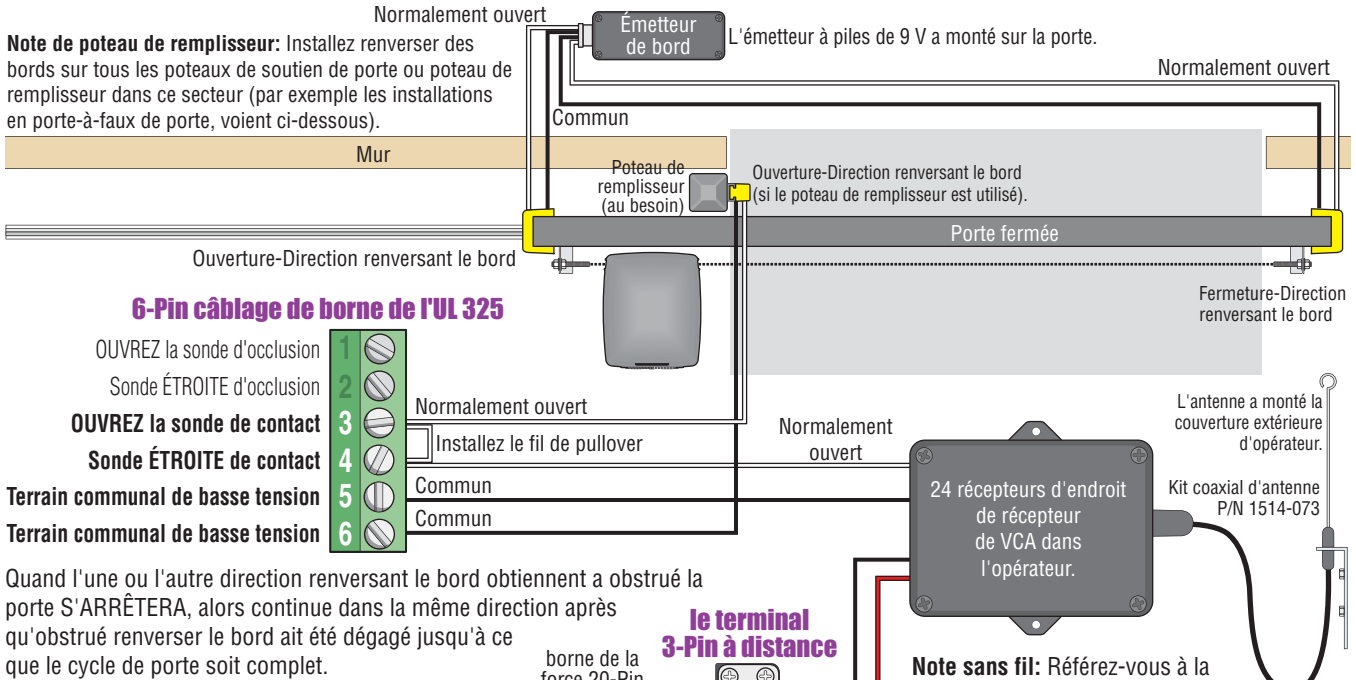 Normalement ouvert
Émetteur
de bord
L'émetteur à piles de 9 V a monté sur la porte.
Note de poteau de remplisseur: Installez renverser des
bords sur tous les poteaux de soutien de porte ou poteau de
remplisseur dans ce secteur (par exemple les installations
en porte-à-faux de porte, voient ci-dessous).
Normalement ouvert
Commun
Mur
Poteau de
remplisseur
(au besoin)
Ouverture-Direction renversant le bord
(si le poteau de remplisseur est utilisé).
Porte fermée
Ouverture-Direction renversant le bord
Fermeture-Direction
renversant le bord
6-Pin câblage de borne de l'UL 325
OUVREZ la sonde d'occlusion 1
Sonde ÉTROITE d'occlusion 2
OUVREZ la sonde de contact 3
Sonde ÉTROITE de contact 4
Terrain communal de basse tension 5
Terrain communal de basse tension 6
Normalement ouvert
Installez le fil de pullover
Commun
Commun
Normalement
ouvert
24 récepteurs d'endroit
de récepteur
de VCA dans
l'opérateur.
L'antenne a monté la
couverture extérieure
d'opérateur.
Kit coaxial d'antenne
P/N 1514-073
Quand l'une ou l'autre direction renversant le bord obtiennent a obstrué la
porte S'ARRÊTERA, alors continue dans la même direction après
qu'obstrué renverser le bord ait été dégagé jusqu'à ce
que le cycle de porte soit complet.
le terminal
3-Pin à distance
borne de la
force 20-Pin
Note sans fil: Référez-vous à la